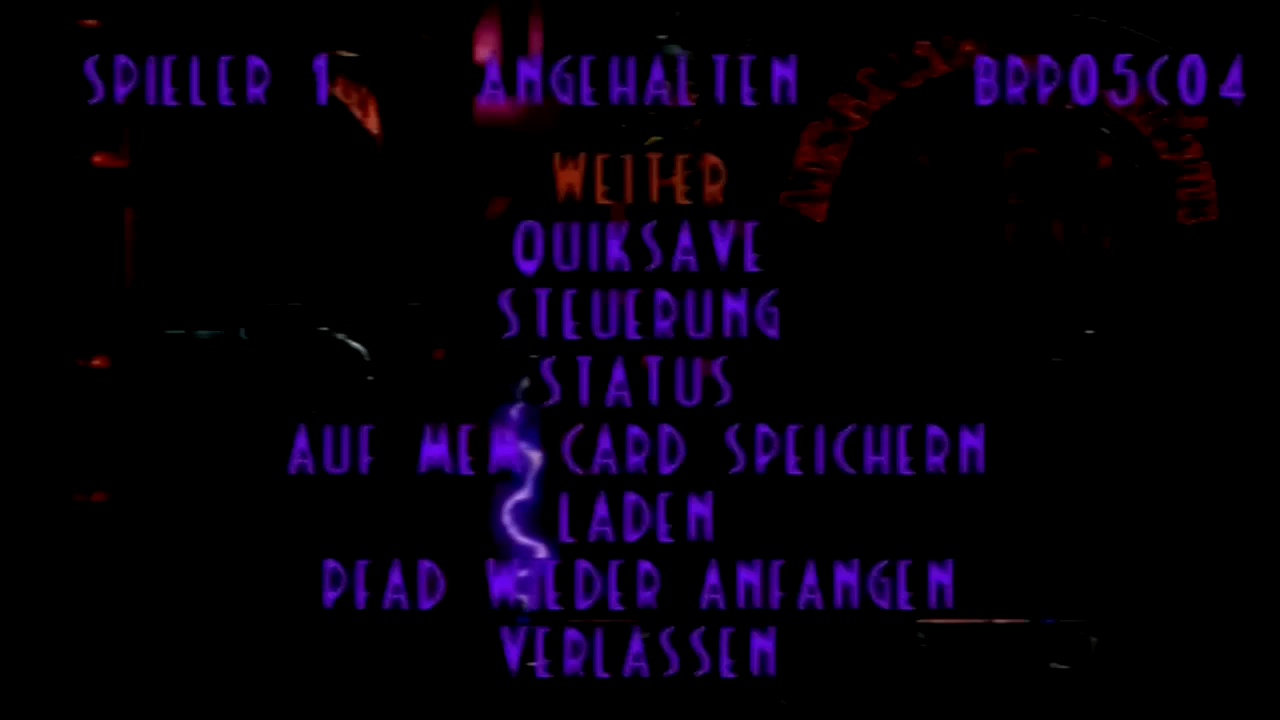 SPIELER 1 ANGEHALTEN BRP05C04
WEITER
QUIKSAVE
STEUERUNG
STATUS
AUF MEM CARD SPEICHERN
LADEN
PFAD WIEDER ANFANGEN
VERLASSEN